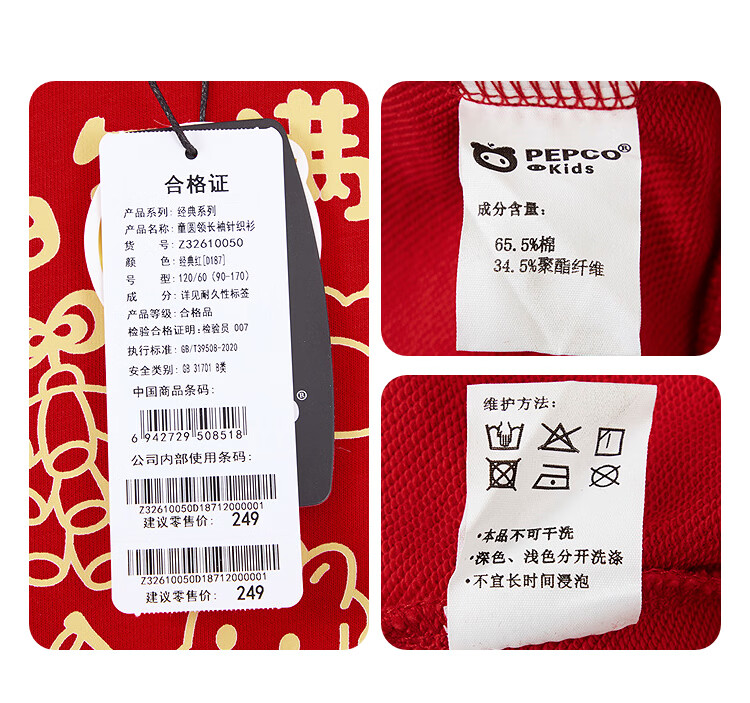 满
合格证
产品系列: 经典系列
产品名称: 童圆领长袖针织衫
货 号: Z32610050
颜 色: 经典红[D187]
号 型: 120/60 (90-170)
成 分: 详见耐久性标签
产品等级: 合格品
检验合格证明: 检验员 007
执行标准: GB/T39508-2020
安全类别: GB 31701 B类
中国商品条码:
6 942729 508518
公司内部使用条码:
Z32610050D18712000001
建议零售价: 249
Z32610050D18712000001
建议零售价: 249
®
PEPCO®
Kids
成分含量:
65.5%棉
34.5%聚酯纤维
维护方法:
·本品不可干洗
·深色、浅色分开洗涤
·不宜长时间浸泡